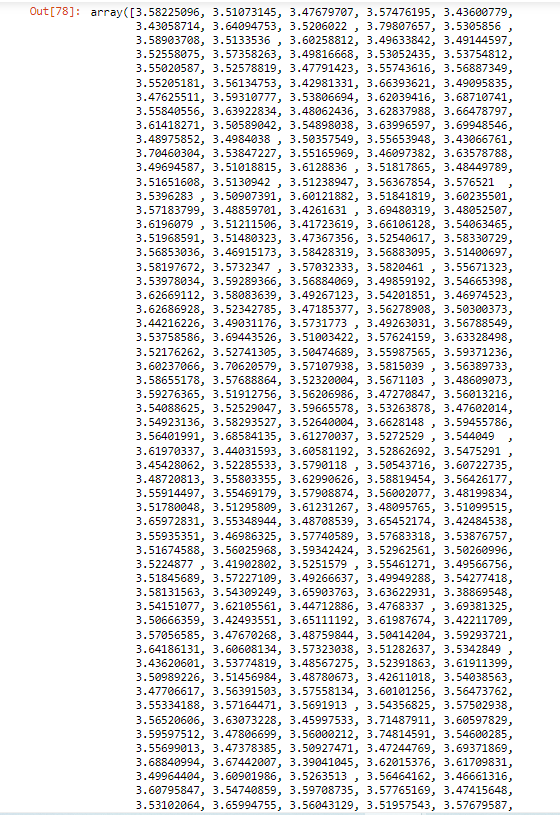 Out[78]: array([3.58225096, 3.51073145, 3.47679707, 3.57476195, 3.43600779,
3.43058714, 3.64094753, 3.5206022 , 3.79807657, 3.5305856 ,
3.58903708, 3.5133536 , 3.60258812, 3.49633842, 3.49144597,
3.52558075, 3.57358263, 3.49816668, 3.53052435, 3.53754812,
3.55020587, 3.52578819, 3.47791423, 3.55743616, 3.56887349,
3.55205181, 3.56134753, 3.42981331, 3.66393621, 3.49095835,
3.47625511, 3.59310777, 3.53806694, 3.62039416, 3.68710741,
3.55840556, 3.63922834, 3.48062436, 3.62837988, 3.66478797,
3.61418271, 3.50589042, 3.54898038, 3.63996597, 3.69948546,
3.48975852, 3.4984038 , 3.50357549, 3.55653948, 3.43066761,
3.70460304, 3.53847227, 3.55165969, 3.46097382, 3.63578788,
3.49694587, 3.51018815, 3.6128836 , 3.51817865, 3.48449789,
3.51651608, 3.5130942 , 3.51238947, 3.56367854, 3.576521  ,
3.5396283 , 3.50907391, 3.60121882, 3.51841819, 3.60235501,
3.57183799, 3.48859701, 3.4261631 , 3.69480319, 3.48052507,
3.6196079 , 3.51211506, 3.41723619, 3.66106128, 3.54063465,
3.51968591, 3.51480323, 3.47367356, 3.52540617, 3.58330729,
3.56853036, 3.46915173, 3.58428319, 3.56883095, 3.51400697,
3.58197672, 3.5732347 , 3.57032333, 3.5820461 , 3.55671323,
3.53978034, 3.59289366, 3.56884069, 3.49859192, 3.54665398,
3.62669112, 3.58083639, 3.49267123, 3.54201851, 3.46974523,
3.62686928, 3.52342785, 3.47185377, 3.56278908, 3.50300373,
3.44216226, 3.49031176, 3.5731773 , 3.49263031, 3.56788549,
3.53758586, 3.69443526, 3.51003422, 3.57624159, 3.63328498,
3.52176262, 3.52741305, 3.50474689, 3.55987565, 3.59371236,
3.60237066, 3.70620579, 3.57107938, 3.5815039 , 3.56389733,
3.58655178, 3.57688864, 3.52320004, 3.5671103 , 3.48609073,
3.59276365, 3.51912756, 3.56206986, 3.47270847, 3.56013216,
3.54088625, 3.52529047, 3.59665578, 3.53263878, 3.47602014,
3.54923136, 3.58293527, 3.52640004, 3.6628148 , 3.59455786,
3.56401991, 3.68584135, 3.61270037, 3.5272529 , 3.544049  ,
3.61970337, 3.44031593, 3.60581192, 3.52862692, 3.5475291 ,
3.45428062, 3.52285533, 3.5790118 , 3.50543716, 3.60722735,
3.48720813, 3.55803355, 3.62990626, 3.58819454, 3.56426177,
3.55914497, 3.55469179, 3.57908874, 3.56002077, 3.48199834,
3.51780048, 3.51295809, 3.61231267, 3.48095765, 3.51099515,
3.65972831, 3.55348944, 3.48708539, 3.65452174, 3.42484538,
3.55935351, 3.46986325, 3.57740589, 3.57683318, 3.53876757,
3.51674588, 3.56025968, 3.59342424, 3.52962561, 3.50260996,
3.5224877 , 3.41902802, 3.5251579 , 3.55461271, 3.49566756,
3.51845689, 3.57227109, 3.49266637, 3.49949288, 3.54277418,
3.58131563, 3.54309249, 3.65903763, 3.63622931, 3.38869548,
3.54151077, 3.62105561, 3.44712886, 3.4768337 , 3.69381325,
3.50666359, 3.42493551, 3.65111192, 3.61987674, 3.42211709,
3.57056585, 3.47670268, 3.48759844, 3.50414204, 3.59293721,
3.64186131, 3.60608134, 3.57323038, 3.51282637, 3.5342849 ,
3.43620601, 3.53774819, 3.48567275, 3.52391863, 3.61911399,
3.50989226, 3.51456984, 3.48780673, 3.42611018, 3.54038563,
3.47706617, 3.56391503, 3.57558134, 3.60101256, 3.56473762,
3.55334188, 3.57164471, 3.5691913 , 3.54356825, 3.57502938,
3.56520606, 3.63073228, 3.45997533, 3.71487911, 3.60597829,
3.59597512, 3.47806699, 3.56000212, 3.74814591, 3.54600285,
3.55699013, 3.47378385, 3.50927471, 3.47244769, 3.69371869,
3.68840994, 3.67442007, 3.39041045, 3.62015376, 3.61709831,
3.49964404, 3.60901986, 3.5263513 , 3.56464162, 3.46661316,
3.60795847, 3.54740859, 3.59708735, 3.57765169, 3.47415648,
3.53102064, 3.65994755, 3.56043129, 3.51957543, 3.57679587,